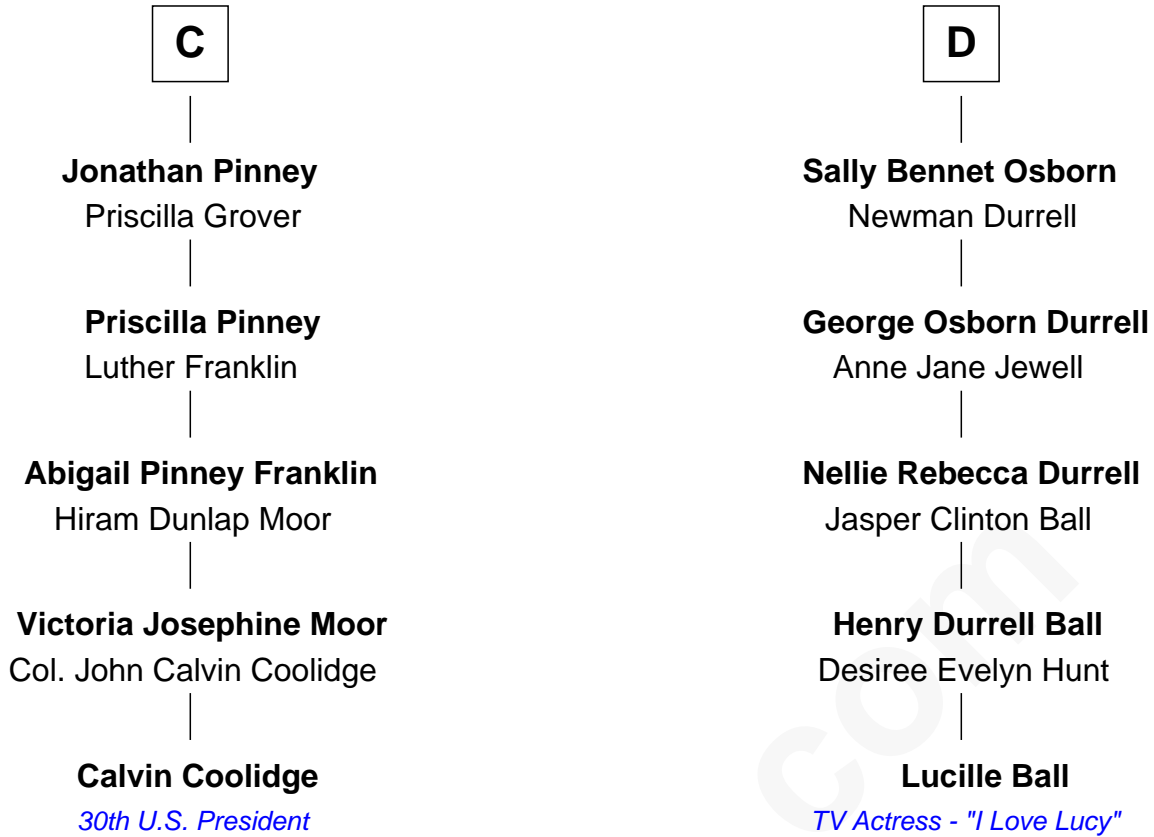 C
Jonathan Pinney
Priscilla Grover
Priscilla Pinney
Luther Franklin
Abigail Pinney Franklin
Hiram Dunlap Moor
Victoria Josephine Moor
Col. John Calvin Coolidge
Calvin Coolidge
30th U.S. President
D
Sally Bennet Osborn
Newman Durrell
George Osborn Durrell
Anne Jane Jewell
Nellie Rebecca Durrell
Jasper Clinton Ball
Henry Durrell Ball
Desiree Evelyn Hunt
Lucille Ball
TV Actress - "I Love Lucy"
com